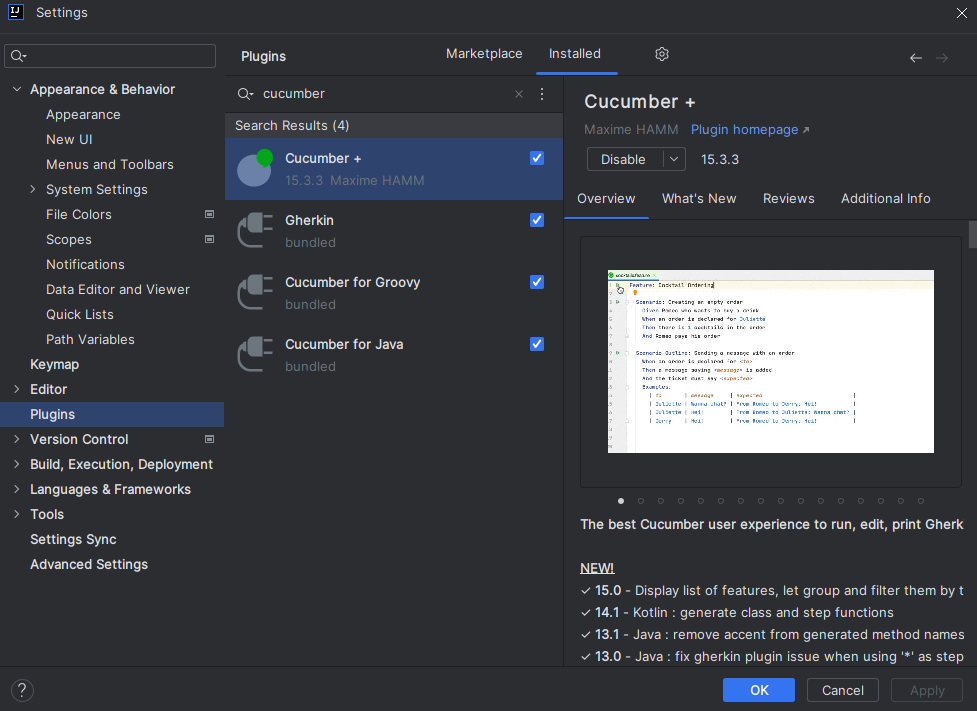 IJ
Settings
Plugins
Marketplace
Installed
Appearance & Behavior
Appearance
New UI
Menus and Toolbars
System Settings
File Colors
Scopes
Notifications
Data Editor and Viewer
Quick Lists
Path Variables
Keymap
Editor
Plugins
Version Control
Build, Execution, Deployment
Languages & Frameworks
Tools
Settings Sync
Advanced Settings
cucumber
Search Results (4)
Cucumber +
15.3.3 Maxime HAMM
Gherkin
bundled
Cucumber for Groovy
bundled
Cucumber for Java
bundled
Cucumber +
Maxime HAMM Plugin homepage ↗
Disable
15.3.3
Overview
What's New
Reviews
Additional Info
cocktail.feature
Feature: Cocktail Ordering
Scenario: Creating an empty order
Given Romeo who wants to buy a drink
When an order is declared for Juliette
Then there is 1 cocktails in the order
And Romeo pays his order
Scenario Outline: Sending a message with an order
When an order is declared for <to>
Then a message saying <message> is added
And the ticket must say <expected>
Examples:
| to | message | expected |
| Juliette | Wanna chat? | From Romeo to Derry: Hei! |
| Juliette | Hei! | From Romeo to Juliette: Wanna chat? |
| Jerry | Hei! | From Romeo to Derry: Hei! |
The best Cucumber user experience to run, edit, print Gherk
NEW!
✓ 15.0 - Display list of features, let group and filter them by t
✓ 14.1 - Kotlin : generate class and step functions
✓ 13.1 - Java : remove accent from generated method names
✓ 13.0 - Java : fix gherkin plugin issue when using '*' as step
?
OK
Cancel
Apply